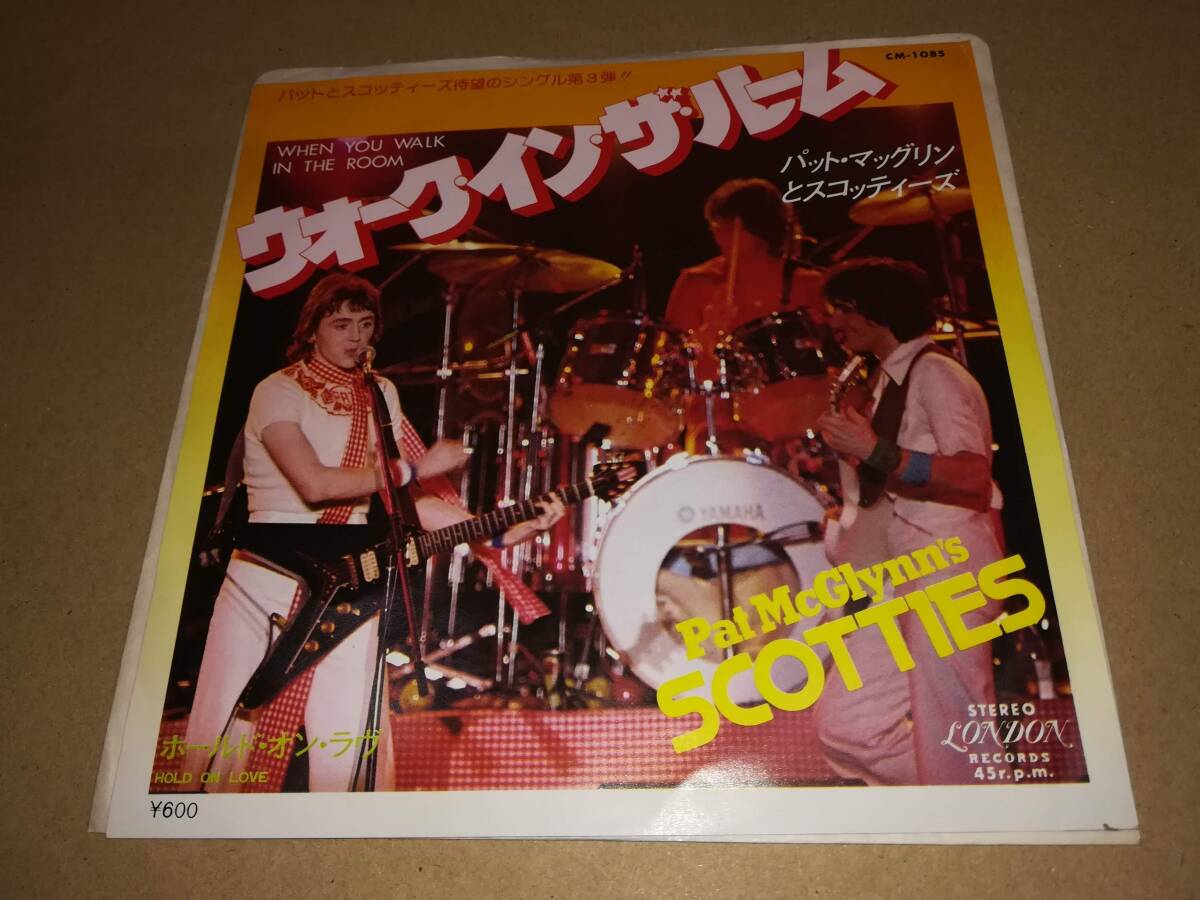 CM-1085
パットとスコッティーズ待望のシングル第3弾!!
ウォーク・イン・ザ・ルーム
WHEN YOU WALK
IN THE ROOM
パット・マッグリン
とスコッティーズ
YAMAHA
Pat McGlynn's
SCOTTIES
ホールド・オン・ラヴ
HOLD ON LOVE
STEREO
LONDON
RECORDS
45r.p.m.
¥600